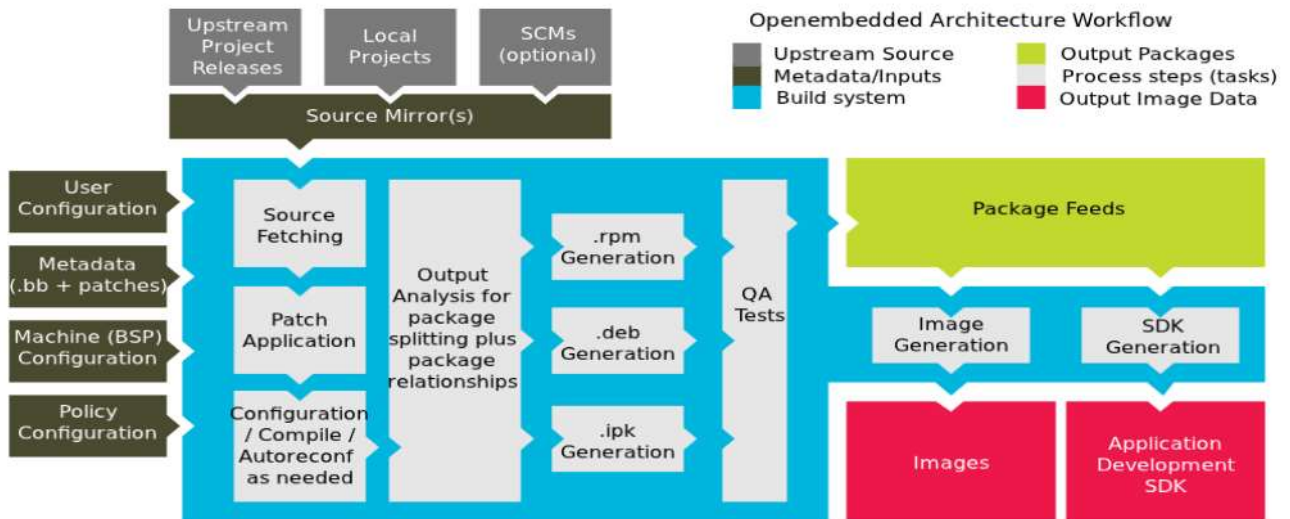 Upstream
Project
Releases
Local
Projects
SCMs
(optional)
Openembedded Architecture Workflow
Upstream Source
Metadata/Inputs
Build system
Output Packages
Process steps (tasks)
Output Image Data
Source Mirror(s)
User
Configuration
Metadata
(.bb + patches)
Machine (BSP)
Configuration
Policy
Configuration
Source
Fetching
Patch
Application
Configuration
/ Compile /
Autoreconf
as needed
Output
Analysis for
package
splitting plus
package
relationships
.rpm
Generation
.deb
Generation
.ipk
Generation
QA
Tests
Package Feeds
Image
Generation
SDK
Generation
Images
Application
Development
SDK